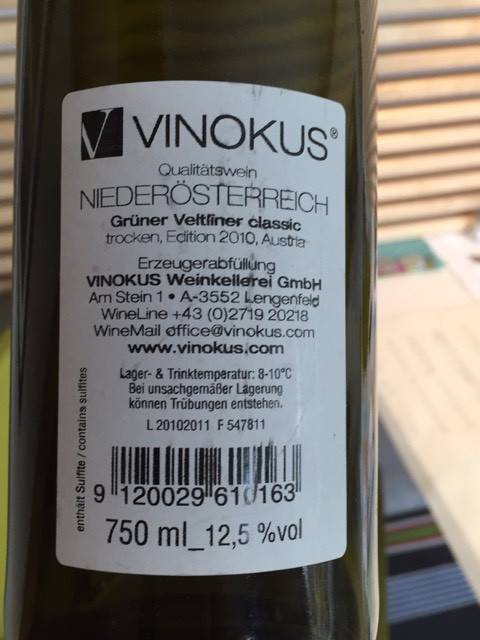 V VINOKUS®
Qualitätswein
NIEDERÖSTERREICH
Grüner Veltliner classic
trocken, Edition 2010, Austria
Erzeugerabfüllung
VINOKUS Weinkellerei GmbH
Am Stein 1 • A-3552 Lengenfeld
WineLine +43 (0)2719 20218
WineMail office@vinokus.com
www.vinokus.com
Lager- & Trinktemperatur: 8-10°C
Bei unsachgemäßer Lagerung
können Trübungen entstehen.
L 20102011 F 547811
enthält Sulfite / contains sulfites
9 120029 610163
750 ml_12,5 %vol